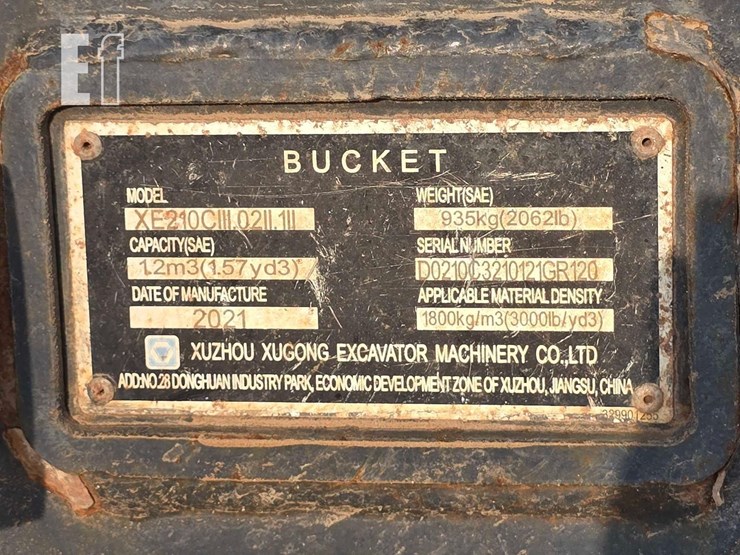 Ef
BUCKET
MODEL WEIGHT(SAE)
XE210CIII.02II.1II 935kg(2062lb)
CAPACITY(SAE) SERIAL NUMBER
1.2m3(1.57yd3) D0210C3210121GR120
DATE OF MANUFACTURE APPLICABLE MATERIAL DENSITY
2021 1800kg/m3(3000lb/yd3)
XUZHOU XUGONG EXCAVATOR MACHINERY CO.,LTD
ADD:NO.28 DONGHUAN INDUSTRY PARK, ECONOMIC DEVELOPMENT ZONE OF XUZHOU, JIANGSU, CHINA